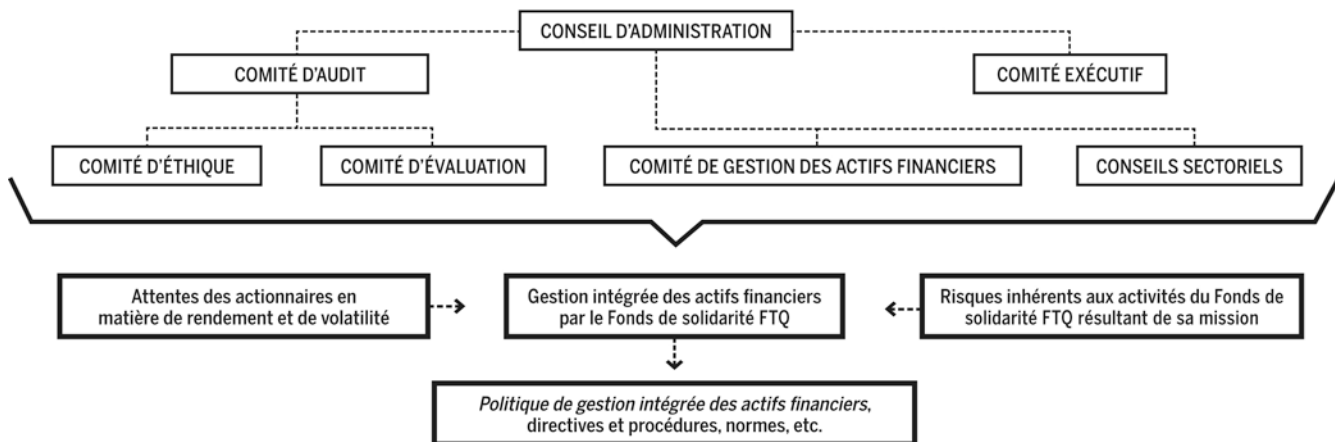 CONSEIL D'ADMINISTRATION
COMITÉ D'AUDIT
COMITÉ EXÉCUTIF
COMITÉ D'ÉTHIQUE
COMITÉ D'ÉVALUATION
COMITÉ DE GESTION DES ACTIFS FINANCIERS
CONSEILS SECTORIELS
Attentes des actionnaires en
matière de rendement et de volatilité
Gestion intégrée des actifs financiers
par le Fonds de solidarité FTQ
Risques inhérents aux activités du Fonds de
solidarité FTQ résultant de sa mission
Politique de gestion intégrée des actifs financiers,
directives et procédures, normes, etc.